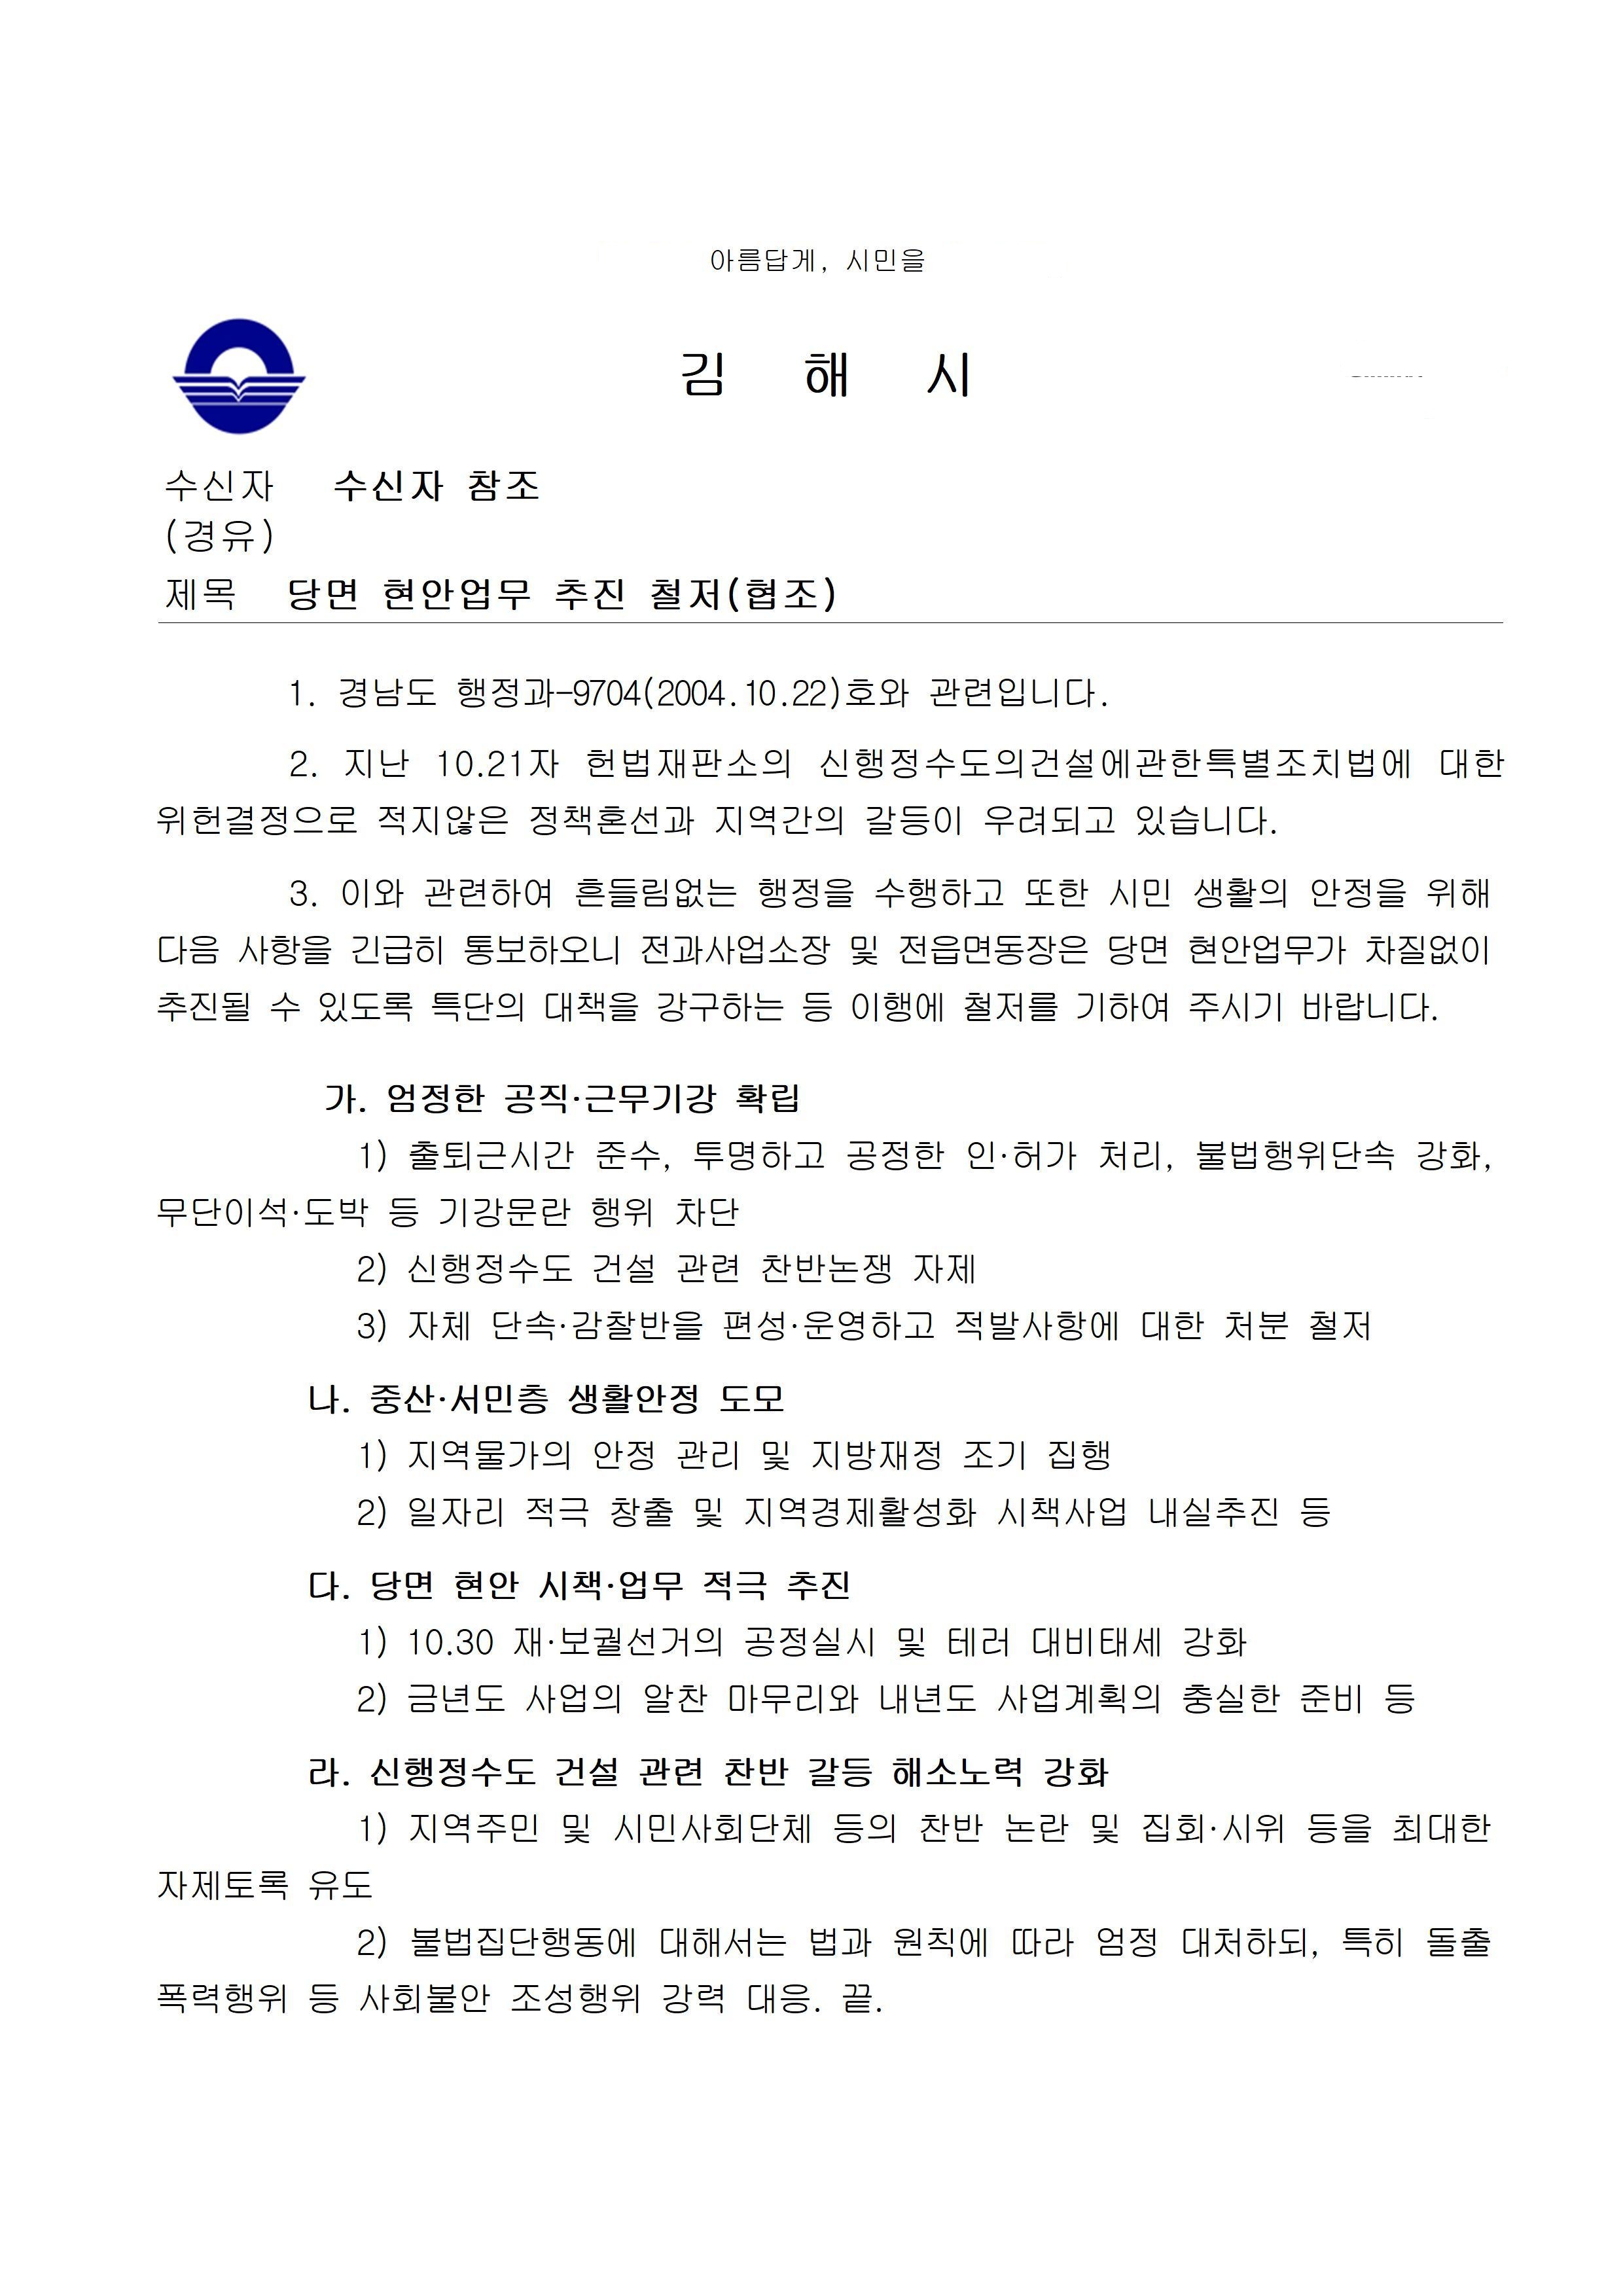 아름답게, 시민을
김 해 시
수신자 수신자 참조
(경유)
제목 당면 현안업무 추진 철저(협조)
1. 경남도 행정과-9704(2004.10.22)호와 관련입니다.
2. 지난 10.21자 헌법재판소의 신행정수도의건설에관한특별조치법에 대한
위헌결정으로 적지않은 정책혼선과 지역간의 갈등이 우려되고 있습니다.
3. 이와 관련하여 흔들림없는 행정을 수행하고 또한 시민 생활의 안정을 위해
다음 사항을 긴급히 통보하오니 전과사업소장 및 전읍면동장은 당면 현안업무가 차질없이
추진될 수 있도록 특단의 대책을 강구하는 등 이행에 철저를 기하여 주시기 바랍니다.
가. 엄정한 공직·근무기강 확립
1) 출퇴근시간 준수, 투명하고 공정한 인·허가 처리, 불법행위단속 강화,
무단이석·도박 등 기강문란 행위 차단
2) 신행정수도 건설 관련 찬반논쟁 자제
3) 자체 단속·감찰반을 편성·운영하고 적발사항에 대한 처분 철저
나. 중산·서민층 생활안정 도모
1) 지역물가의 안정 관리 및 지방재정 조기 집행
2) 일자리 적극 창출 및 지역경제활성화 시책사업 내실추진 등
다. 당면 현안 시책·업무 적극 추진
1) 10.30 재·보궐선거의 공정실시 및 테러 대비태세 강화
2) 금년도 사업의 알찬 마무리와 내년도 사업계획의 충실한 준비 등
라. 신행정수도 건설 관련 찬반 갈등 해소노력 강화
1) 지역주민 및 시민사회단체 등의 찬반 논란 및 집회·시위 등을 최대한
자제토록 유도
2) 불법집단행동에 대해서는 법과 원칙에 따라 엄정 대처하되, 특히 돌출
폭력행위 등 사회불안 조성행위 강력 대응. 끝.